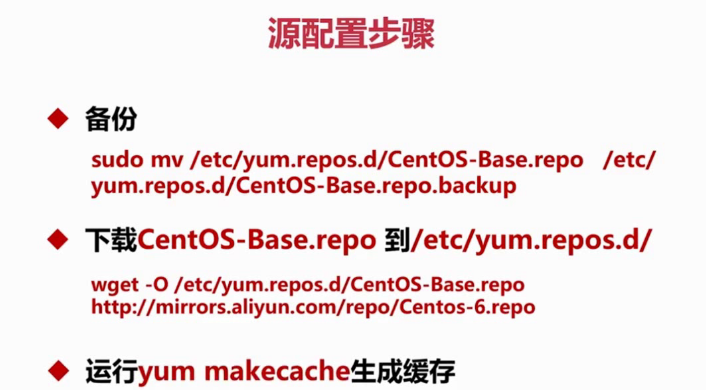 源配置步骤
备份
sudo mv /etc/yum.repos.d/CentOS-Base.repo /etc/
yum.repos.d/CentOS-Base.repo.backup
下载CentOS-Base.repo 到/etc/yum.repos.d/
wget -O /etc/yum.repos.d/CentOS-Base.repo
http://mirrors.aliyun.com/repo/Centos-6.repo
运行yum makecache生成缓存